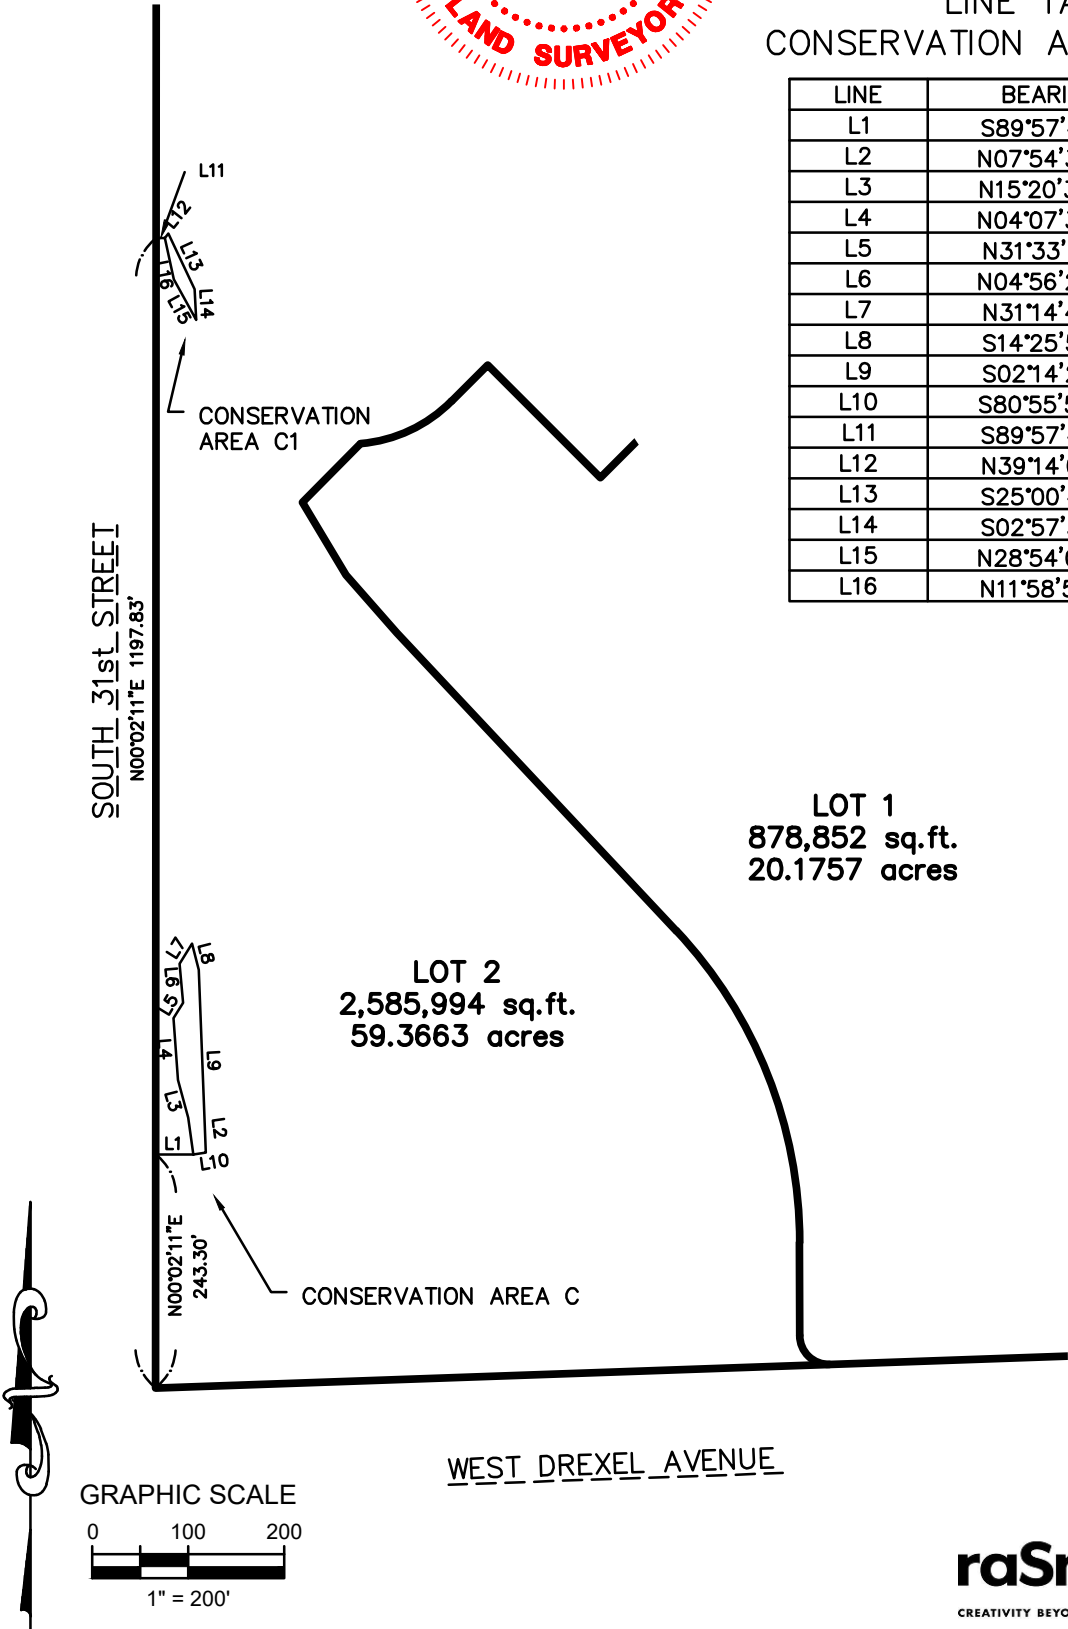 LAND SURVEYOR
LINE TA
CONSERVATION A
LINE BEARI
L1 S89°57'
L2 N07°54'
L3 N15°20'
L4 N04°07'
L5 N31°33'
L6 N04°56'
L7 N31°14'
L8 S14°25'
L9 S02°14'
L10 S80°55'
L11 S89°57'
L12 N39°14'
L13 S25°00'
L14 S02°57'
L15 N28°54'
L16 N11°58'
L11
L12
L13
L16
L15
L14
CONSERVATION
AREA C1
SOUTH 31st STREET
N00°02'11"E 1197.83'
LOT 1
878,852 sq.ft.
20.1757 acres
LOT 2
2,585,994 sq.ft.
59.3663 acres
L7
L8
L6
L5
L4
L9
L3
L2
L1
L10
N00°02'11"E
243.30'
CONSERVATION AREA C
WEST DREXEL AVENUE
GRAPHIC SCALE
0 100 200
1" = 200'
raSr
CREATIVITY BEYO